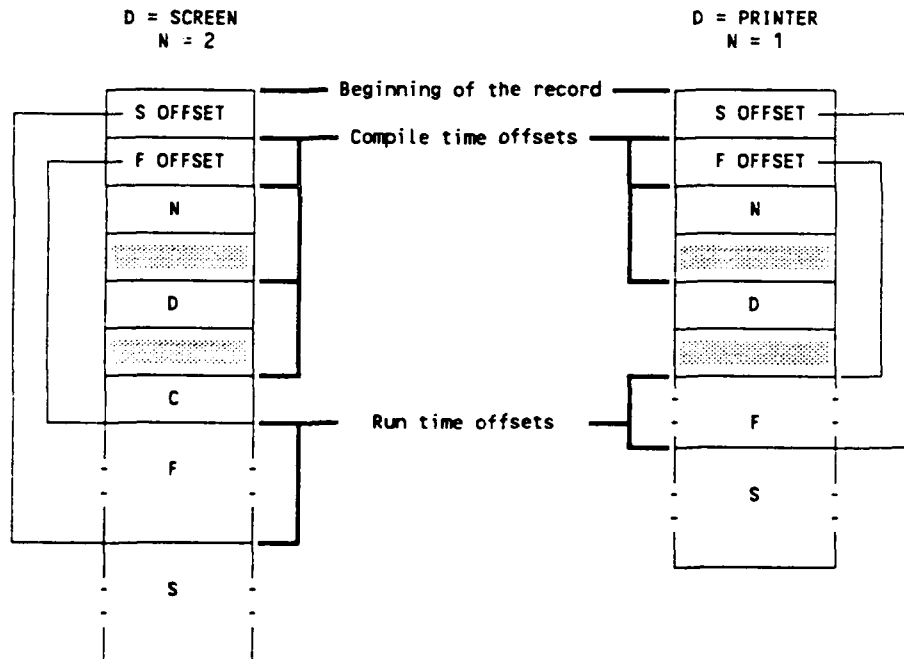 D = SCREEN
N = 2
D = PRINTER
N = 1
Beginning of the record
S OFFSET
S OFFSET
Compile time offsets
F OFFSET
F OFFSET
N
N
D
D
C
Run time offsets
F
F
S
S